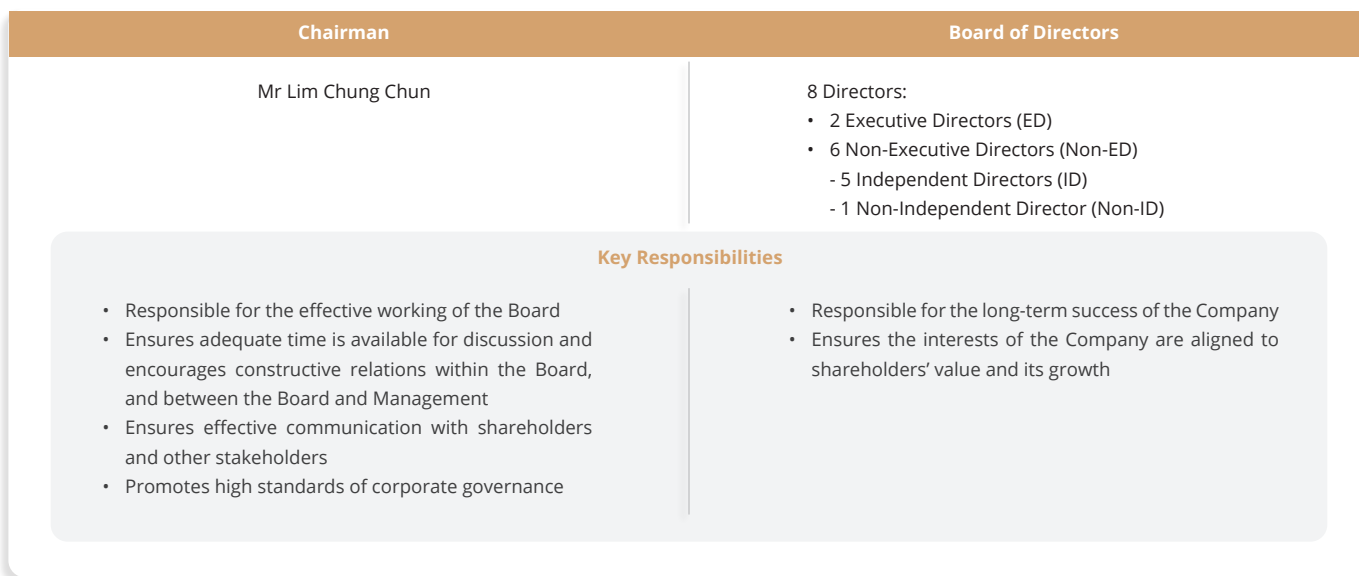 Chairman
Mr Lim Chung Chun
Board of Directors
8 Directors:
• 2 Executive Directors (ED)
• 6 Non-Executive Directors (Non-ED)
- 5 Independent Directors (ID)
- 1 Non-Independent Director (Non-ID)
Key Responsibilities
• Responsible for the effective working of the Board
• Ensures adequate time is available for discussion and
encourages constructive relations within the Board,
and between the Board and Management
• Ensures effective communication with shareholders
and other stakeholders
• Promotes high standards of corporate governance
• Responsible for the long-term success of the Company
• Ensures the interests of the Company are aligned to
shareholders’ value and its growth